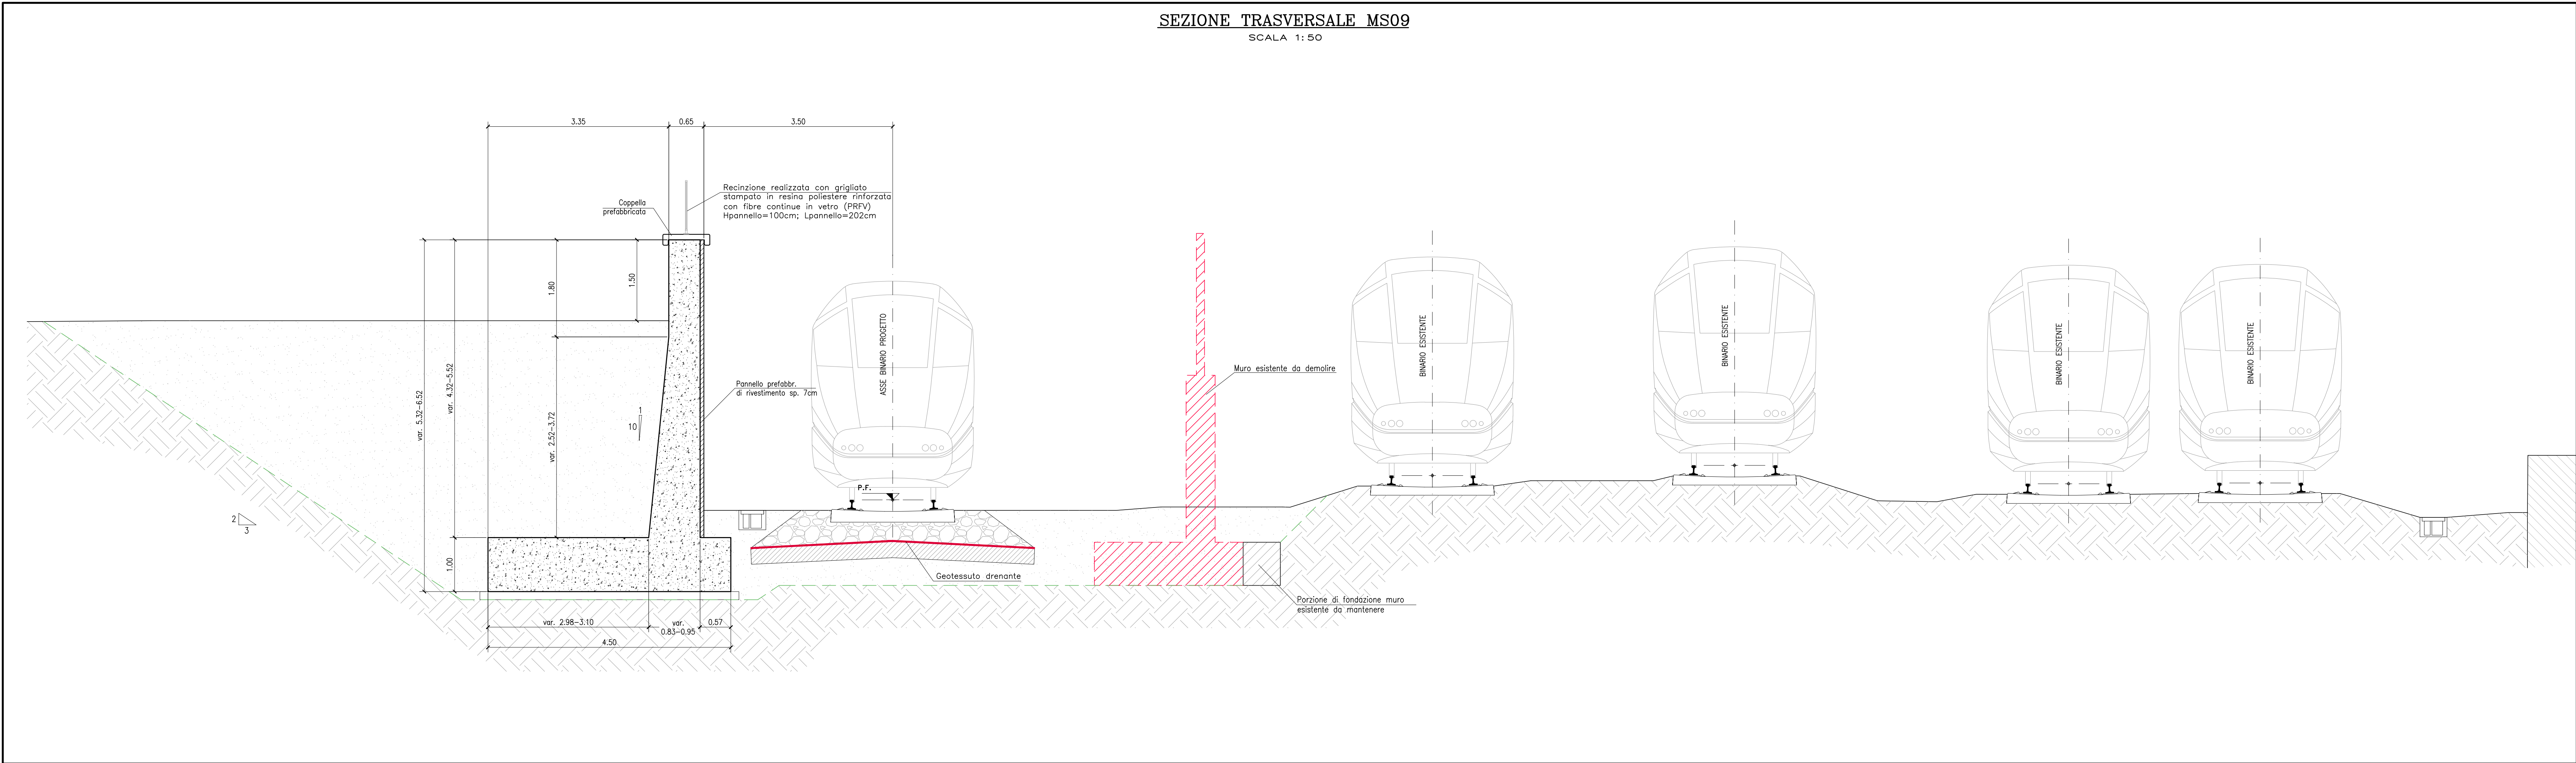 SEZIONE TRASVERSALE MS09
SCALA 1:50
3.35
0.65
3.50
Recinzione realizzata con grigliato
stampato in resina poliestere rinforzata
con fibre continue in vetro (PRFV)
Hpannello=100cm; Lpannello=202cm
Coppella
prefabbricata
1.80
1.50
var. 5.32-6.52
var. 4.32-5.52
var. 2.52-3.72
1
10
Pannello prefabbr.
di rivestimento sp. 7cm
ASSE BINARIO PROGETTO
P.F.
Muro esistente da demolire
BINARIO ESISTENTE
BINARIO ESISTENTE
BINARIO ESISTENTE
BINARIO ESISTENTE
2
3
1.00
Geotessuto drenante
Porzione di fondazione muro
esistente da mantenere
var. 2.98-3.10
var.
0.83-0.95
0.57
4.50